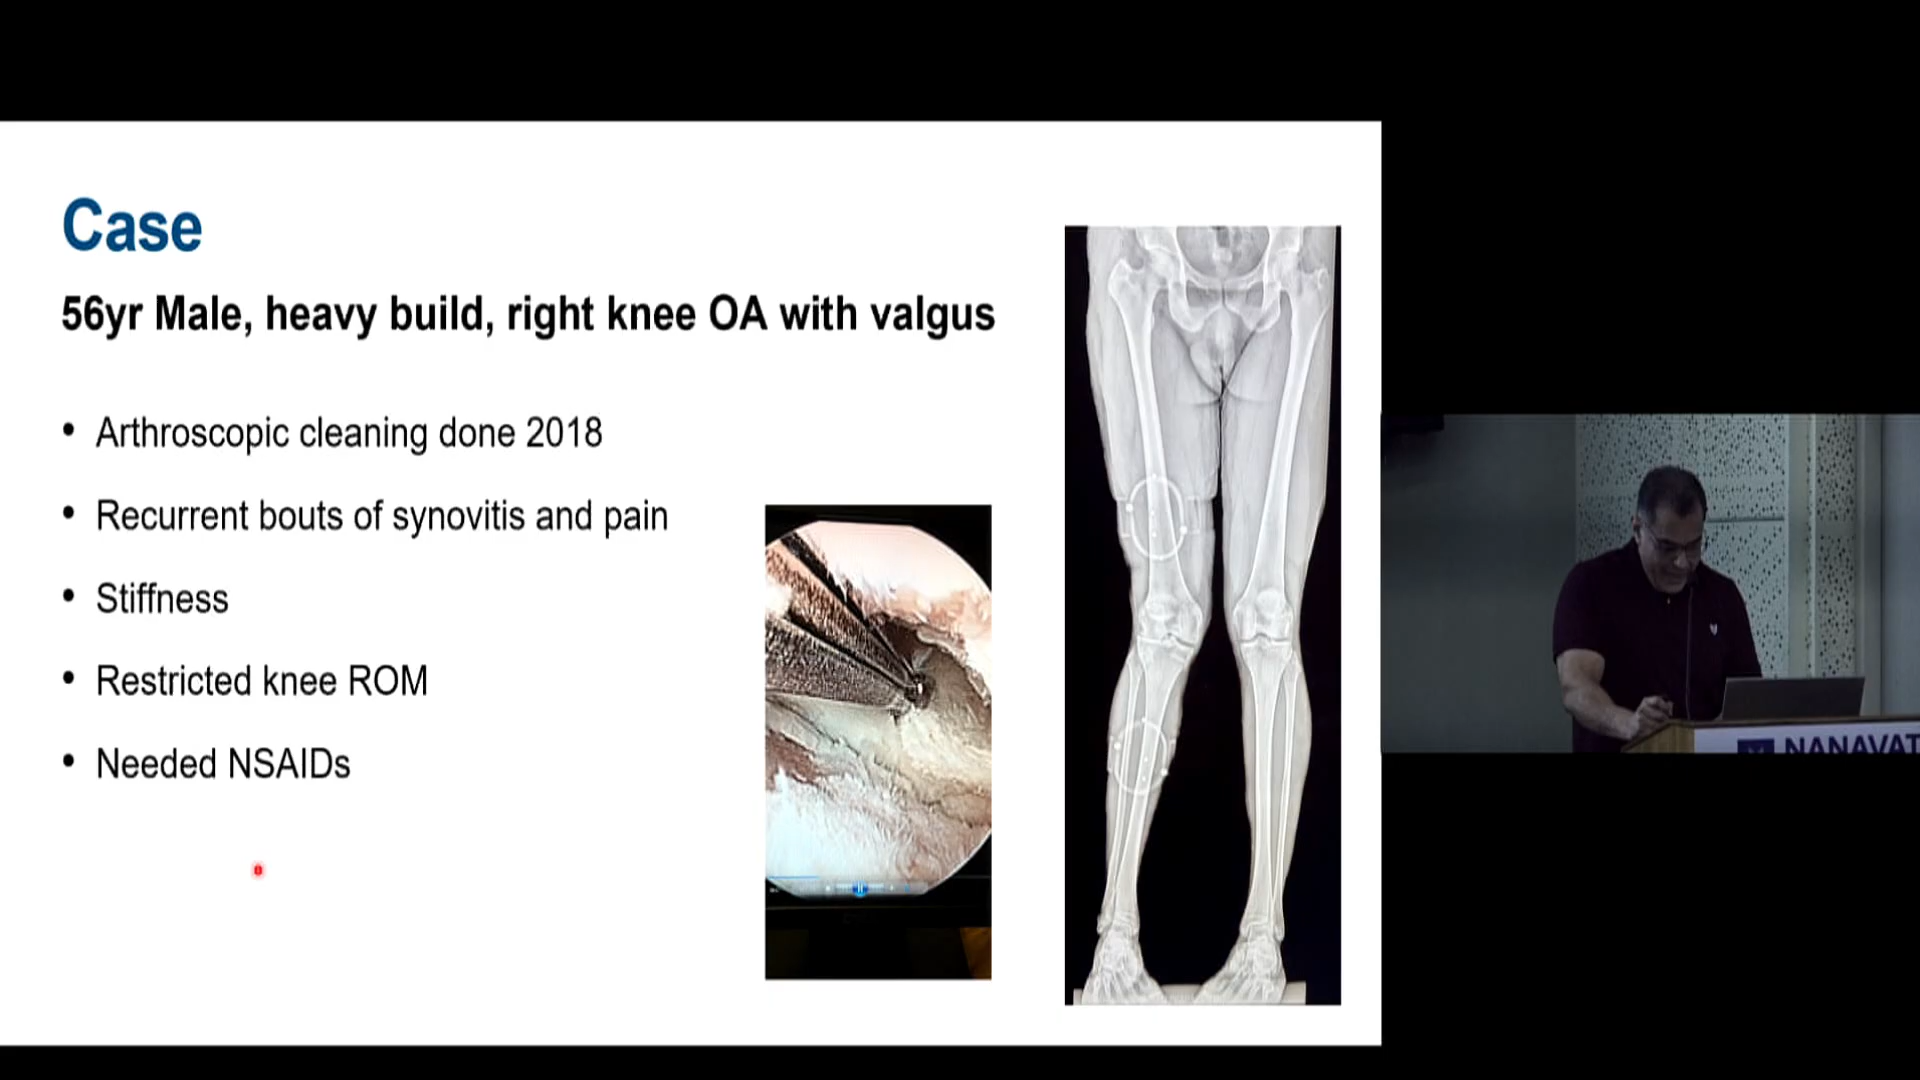 Case
56yr Male, heavy build, right knee OA with valgus
• Arthroscopic cleaning done 2018
• Recurrent bouts of synovitis and pain
• Stiffness
• Restricted knee ROM
• Needed NSAIDs
NANAVAT